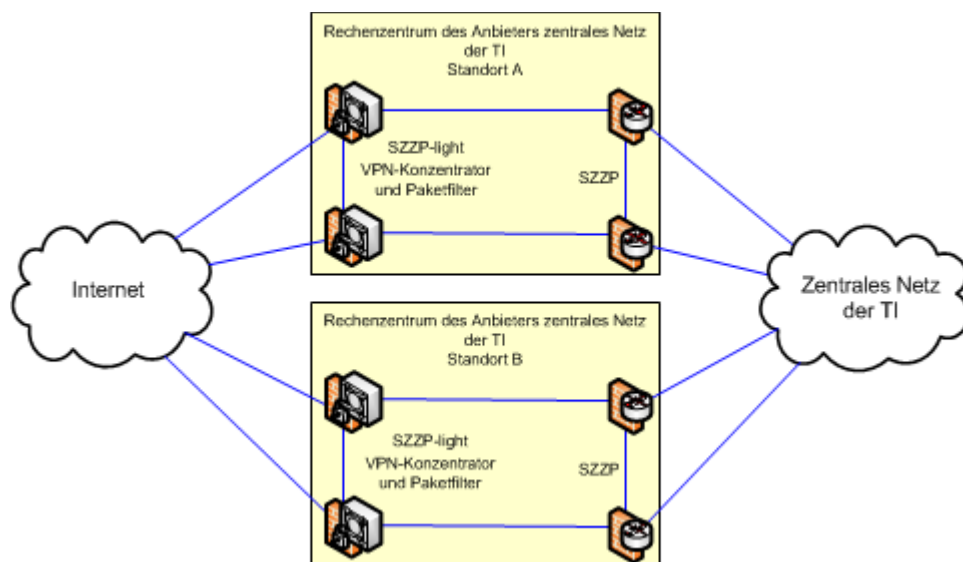 Rechenzentrum des Anbieters zentrales Netz
der TI
Standort A
SZZP-light
VPN-Konzentrator
und Paketfilter
SZZP
Internet
Zentrales Netz
der TI
Rechenzentrum des Anbieters zentrales Netz
der TI
Standort B
SZZP-light
VPN-Konzentrator
und Paketfilter
SZZP